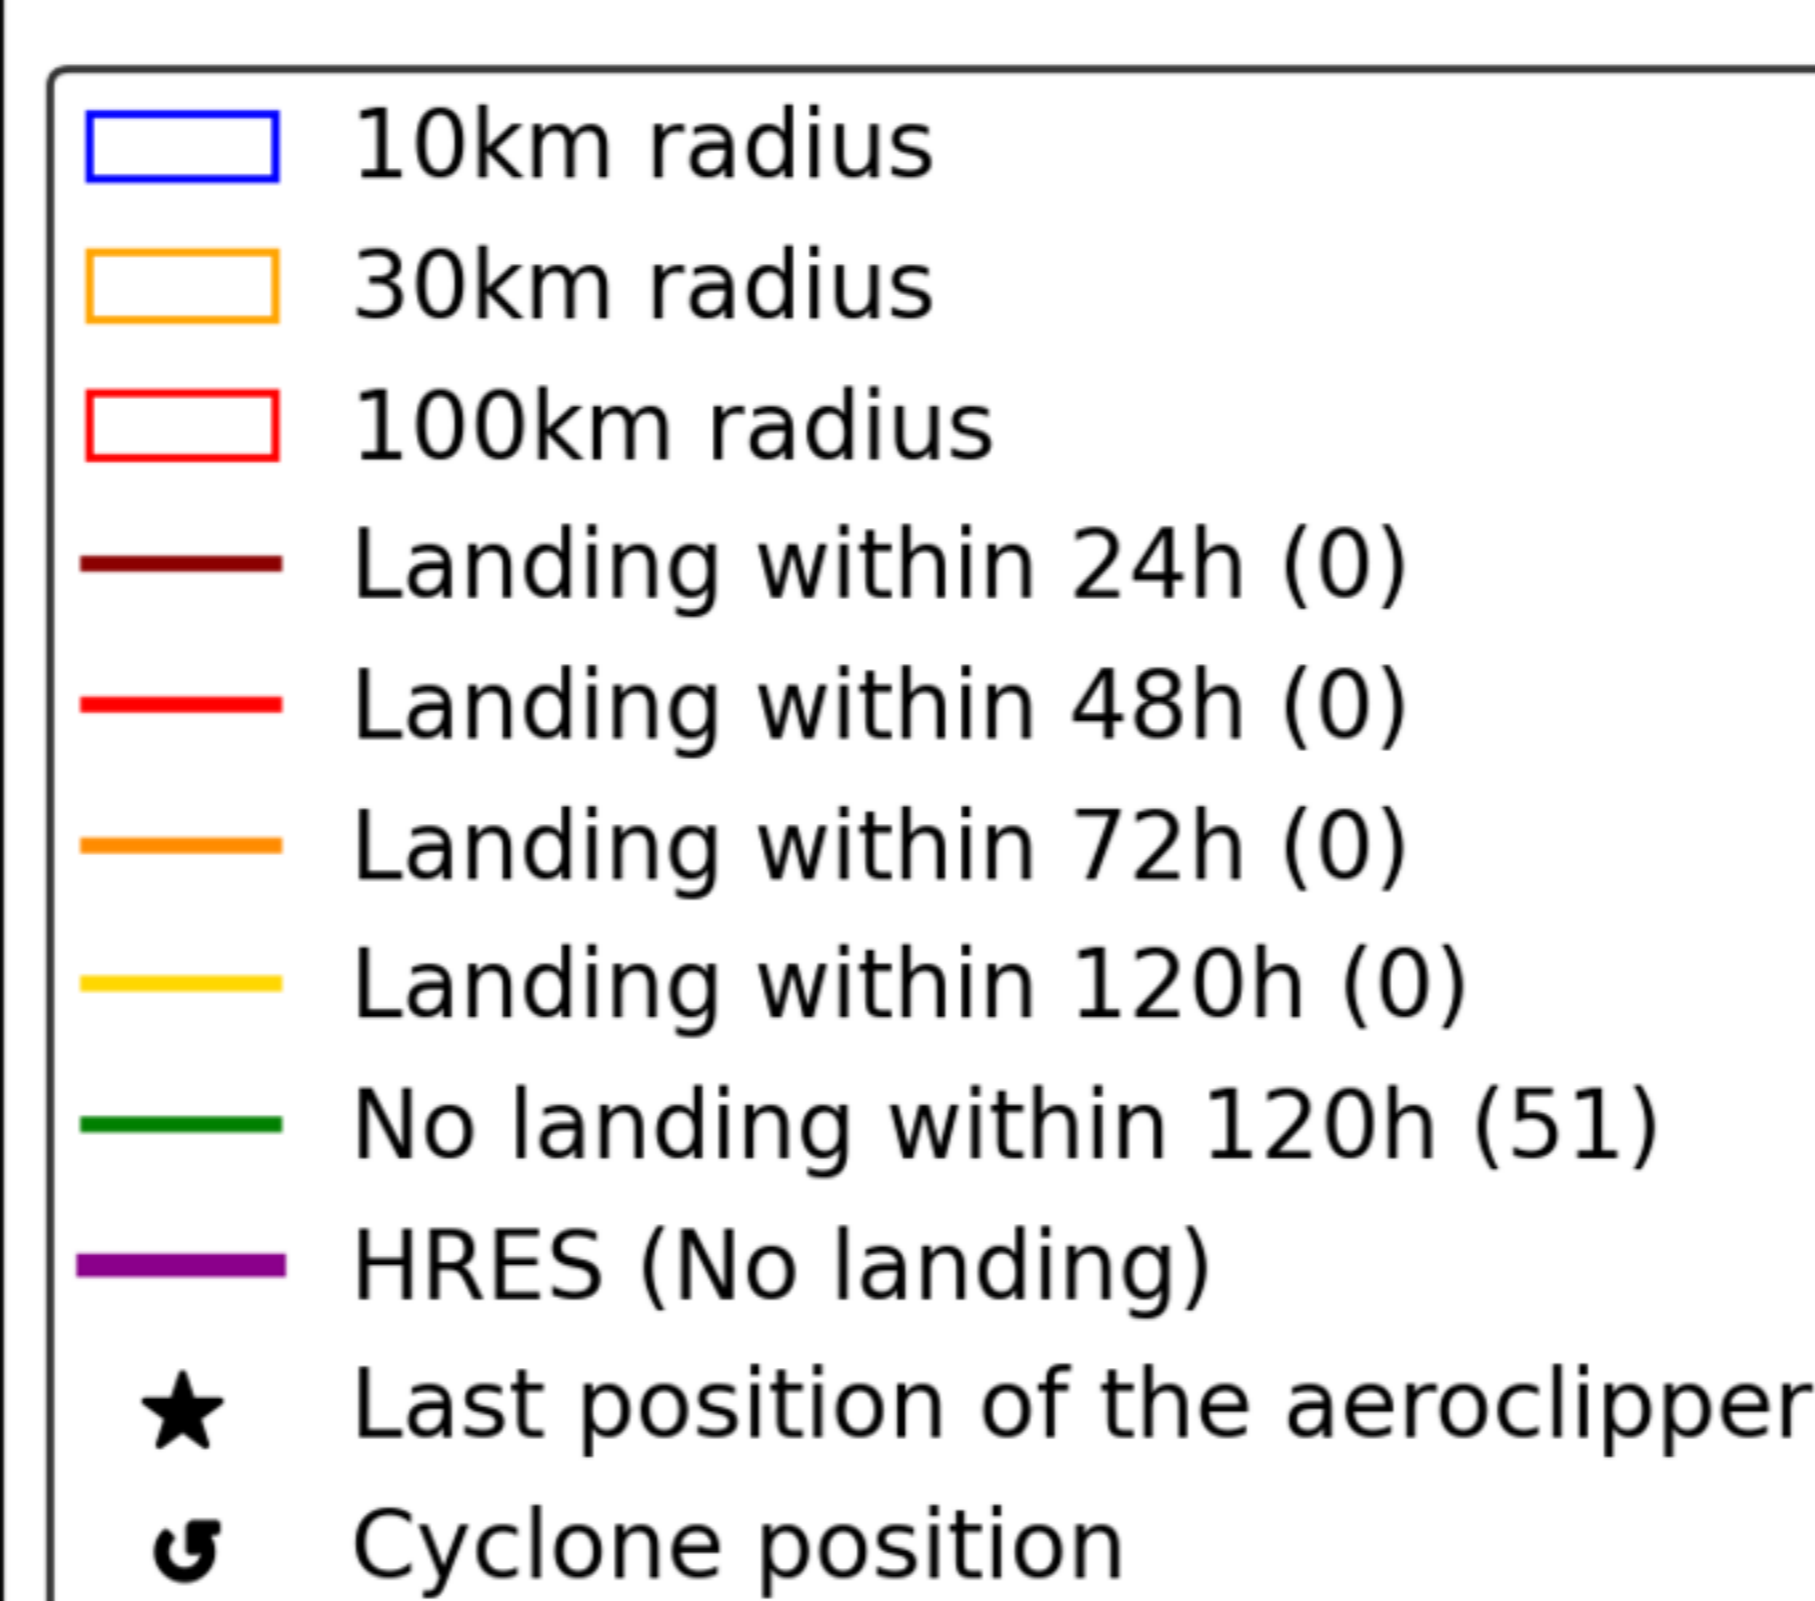 10km radius
30km radius
100km radius
Landing within 24h (0)
Landing within 48h (0)
Landing within 72h (0)
Landing within 120h (0)
No landing within 120h (51)
HRES (No landing)
Last position of the aeroclipper
Cyclone position